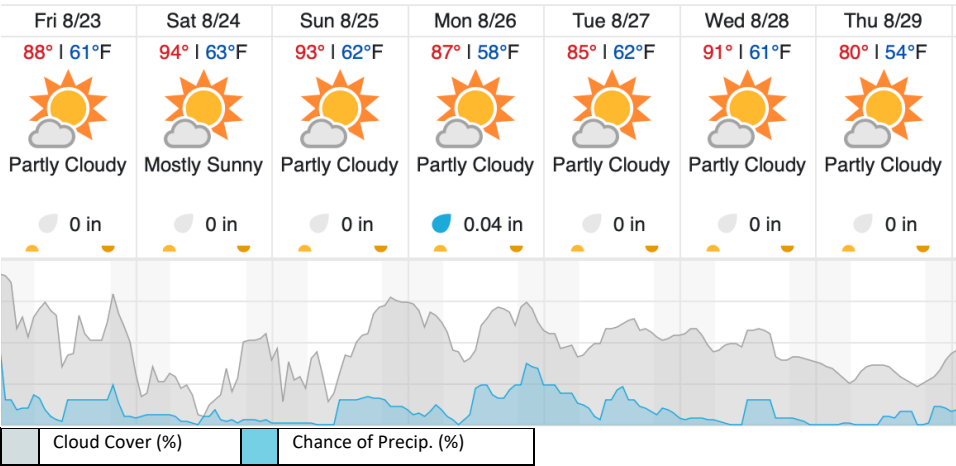 Fri 8/23 Sat 8/24 Sun 8/25 Mon 8/26 Tue 8/27 Wed 8/28 Thu 8/29
88° | 61°F 94° | 63°F 93° | 62°F 87° | 58°F 85° | 62°F 91° | 61°F 80° | 54°F
Partly Cloudy Mostly Sunny Partly Cloudy Partly Cloudy Partly Cloudy Partly Cloudy Partly Cloudy
0 in 0 in 0 in 0.04 in 0 in 0 in 0 in
Cloud Cover (%) Chance of Precip. (%)